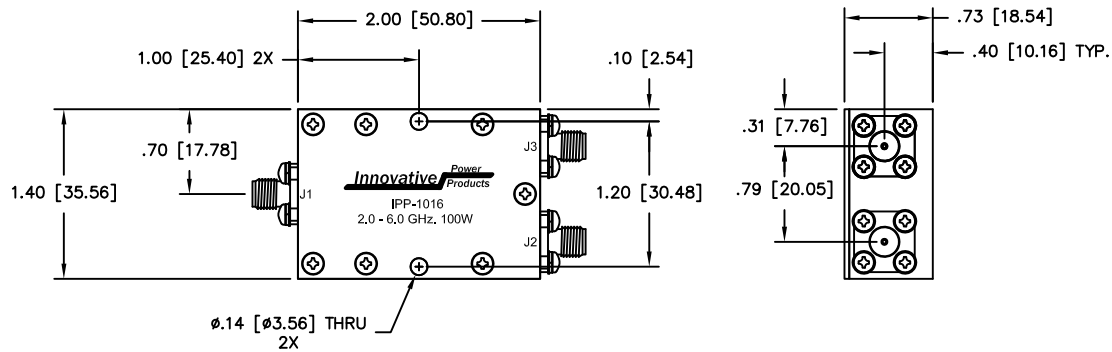 2.00 [50.80]
1.00 [25.40] 2X
.10 [2.54]
.73 [18.54]
.40 [10.16] TYP.
.70 [17.78]
1.40 [35.56]
J1
J3
Innovative Power Products
IPP-1016
2.0 - 6.0 GHz, 100W
J2
1.20 [30.48]
.31 [7.76]
.79 [20.05]
ø.14 [ø3.56] THRU
2X